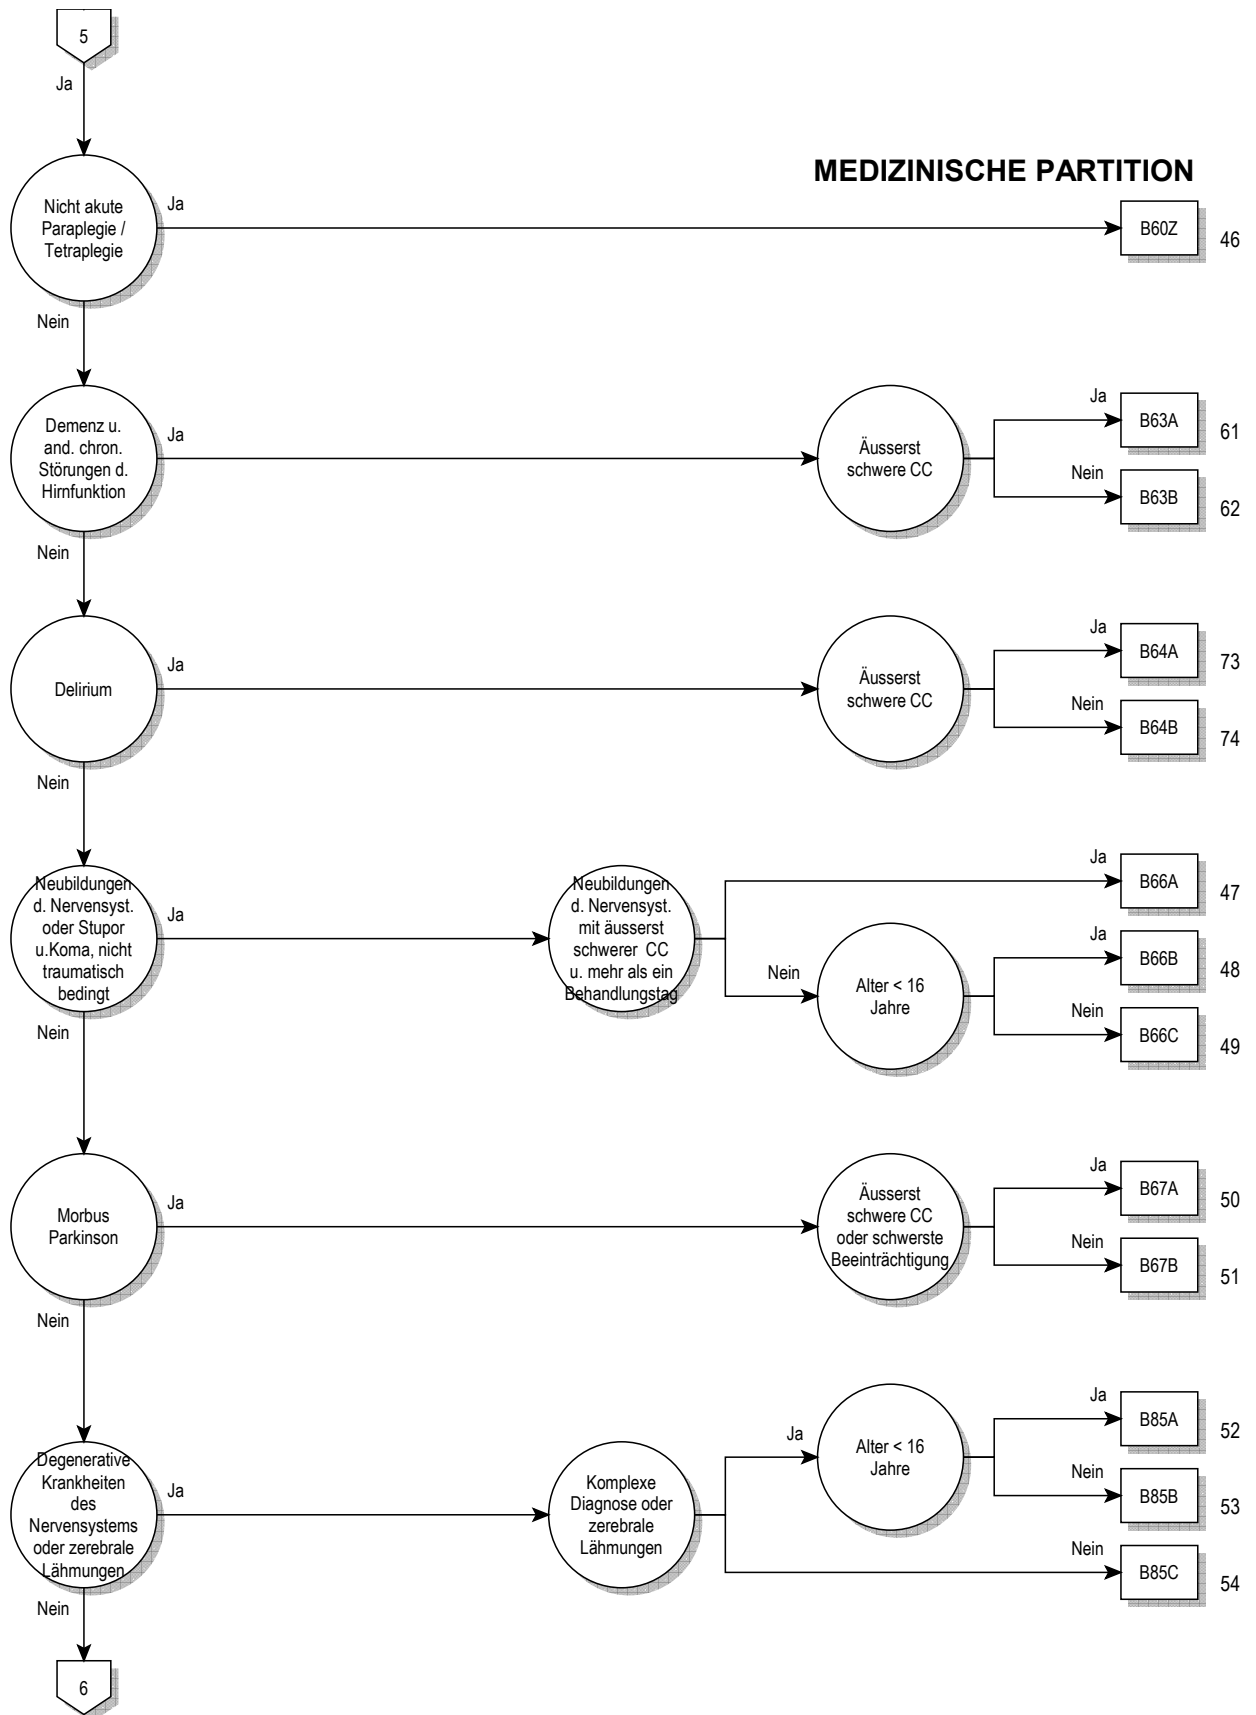 5
Ja
MEDIZINISCHE PARTITION
Nicht akute
Paraplegie /
Tetraplegie
Ja
B60Z
46
Nein
Demenz u.
and. chron.
Störungen d.
Hirnfunktion
Ja
Äusserst
schwere CC
Ja
B63A
61
Nein
B63B
62
Nein
Delirium
Ja
Äusserst
schwere CC
Ja
B64A
73
Nein
B64B
74
Nein
Neubildungen
d. Nervensyst.
oder Stupor
u.Koma, nicht
traumatisch
bedingt
Ja
Neubildungen
d. Nervensyst.
mit äusserst
schwerer CC
u. mehr als ein
Behandlungstag
Ja
B66A
47
Nein
Alter < 16
Jahre
Ja
B66B
48
Nein
B66C
49
Nein
Morbus
Parkinson
Ja
Äusserst
schwere CC
oder schwerste
Beeinträchtigung
Ja
B67A
50
Nein
B67B
51
Nein
Degenerative
Krankheiten
des
Nervensystems
oder zerebrale
Lähmungen
Ja
Komplexe
Diagnose oder
zerebrale
Lähmungen
Ja
Alter < 16
Jahre
Ja
B85A
52
Nein
B85B
53
Nein
B85C
54
Nein
6